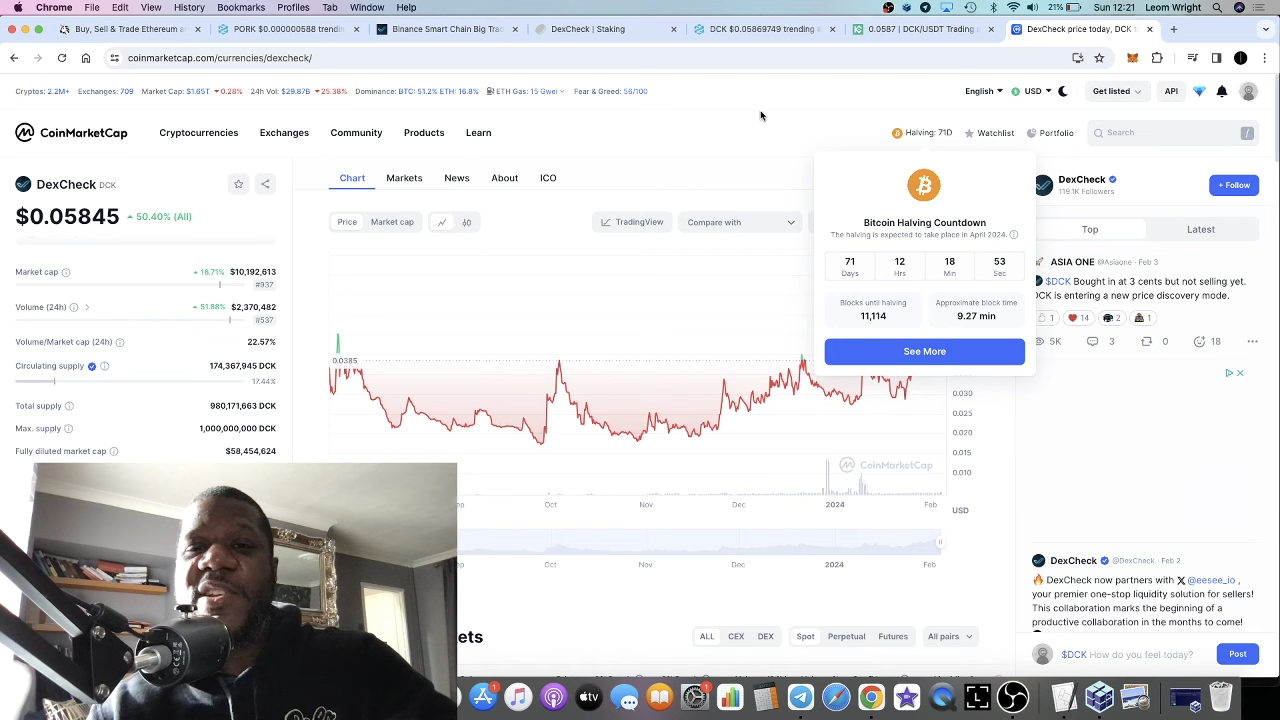 Chrome File Edit View History Bookmarks Profiles Tab Window Help 21% Sun 12:21 Leom Wright
Buy, Sell & Trade Ethereum a
PORK $0.000000588 trendin
Binance Smart Chain Big Tra
DexCheck | Staking
DCK $0.05869749 trending
0.0587 | DCK/USDT Trading
DexCheck price today, DCK t
coinmarketcap.com/currencies/dexcheck/
Cryptos: 2.2M+ Exchanges: 709 Market Cap: $1.65T 0.28% 24h Vol: $29.87B 25.38% Dominance: BTC: 51.2% ETH: 16.8% ETH Gas: 15 Gwei Fear & Greed: 56/100
English USD Get listed API
CoinMarketCap Cryptocurrencies Exchanges Community Products Learn
Halving: 71D Watchlist Portfolio Search /
DexCheck DCK
$0.05845 50.40% (All)
Market cap 16.71% $10,192,613
#937
Volume (24h) 51.88% $2,370,482
#537
Volume/Market cap (24h) 22.57%
Circulating supply 174,367,945 DCK
17.44%
Total supply 980,171,663 DCK
Max. supply 1,000,000,000 DCK
Fully diluted market cap $58,454,624
Chart Markets News About ICO
Price Market cap TradingView Compare with
0.0385
0.030
0.025
0.020
0.015
0.010
CoinMarketCap
Oct Nov Dec 2024 Feb
USD
Oct Nov Dec 2024 Feb
ALL CEX DEX Spot Perpetual Futures All pairs
Bitcoin Halving Countdown
The halving is expected to take place in April 2024.
71 12 18 53
Days Hrs Min Sec
Blocks until halving Approximate block time
11,114 9.27 min
See More
DexCheck
119.1K Followers
+ Follow
Top Latest
ASIA ONE @Asiaone · Feb 3
$DCK Bought in at 3 cents but not selling yet.
DCK is entering a new price discovery mode.
1 14 2 1
5K 3 0 18
DexCheck @DexCheck · Feb 2
DexCheck now partners with @eesee_io ,
your premier one-stop liquidity solution for sellers!
This collaboration marks the beginning of a
productive collaboration in the months to come!
$DCK How do you feel today? Post
tv